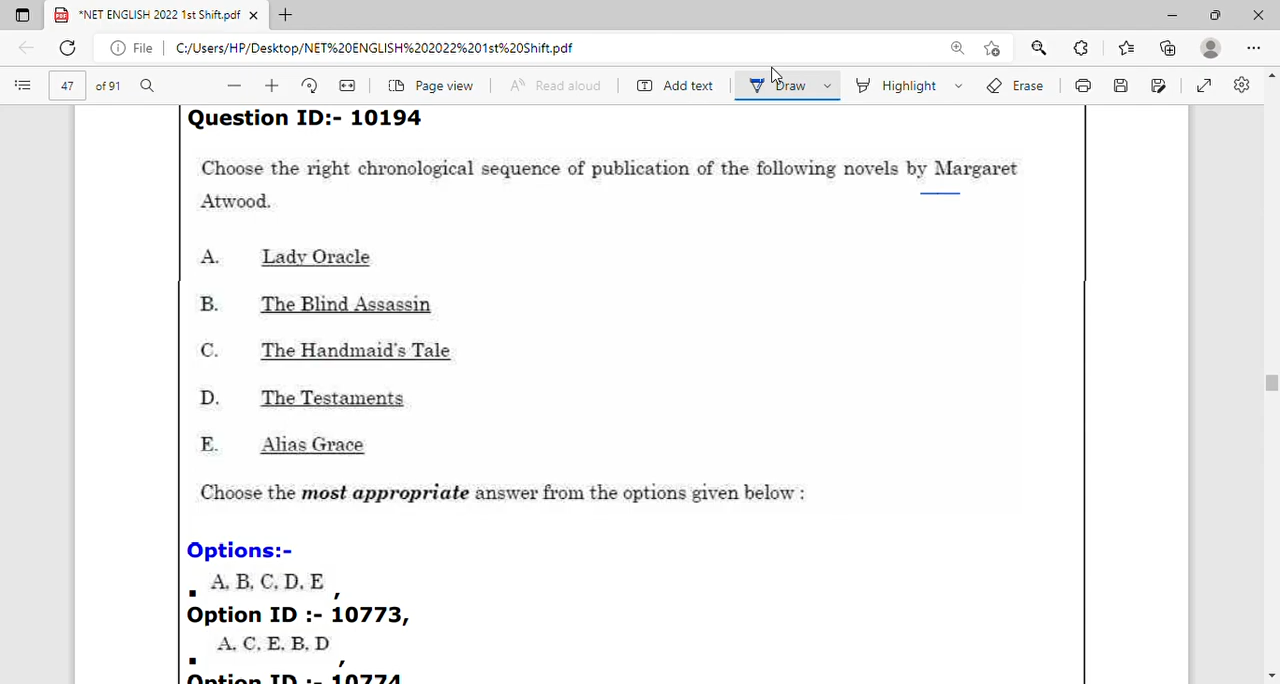 *NET ENGLISH 2022 1st Shift.pdf
File
C:/Users/HP/Desktop/NET%20ENGLISH%202022%201st%20Shift.pdf
47 of 91
Page view
Read aloud
Add text
Draw
Highlight
Erase
Question ID:- 10194
Choose the right chronological sequence of publication of the following novels by Margaret
Atwood.
A. Lady Oracle
B. The Blind Assassin
C. The Handmaid's Tale
D. The Testaments
E. Alias Grace
Choose the most appropriate answer from the options given below :
Options:-
A, B, C, D, E ,
Option ID :- 10773,
A, C, E, B, D ,
Option ID :- 10774